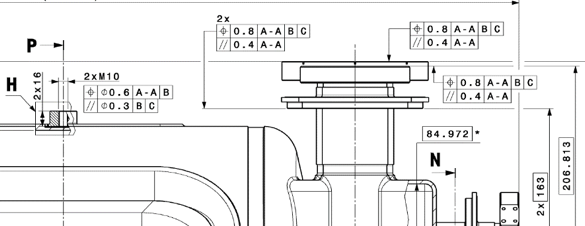 2x
⌖ 0.8 A-A B C
// 0.4 A-A
⌖ 0.8 A-A B C
// 0.4 A-A
P
2xM10
⌖ ⌀0.6 A-A B
// ⌀0.3 B C
2x16
H
⌖ 0.8 A-A B C
// 0.4 A-A
84.972 *
N
2x 163
206.813